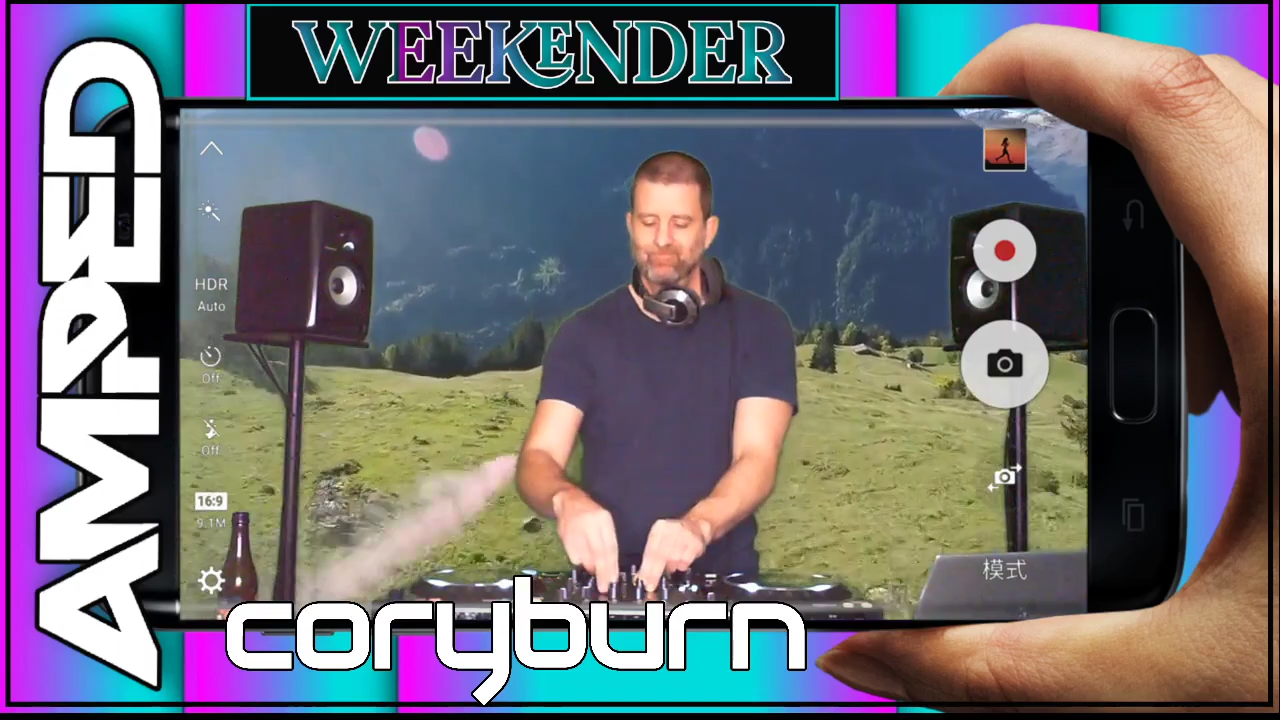 WEEKENDER
AMPED
HDR
Auto
Off
Off
16:9
9.1M
模式
coryburn